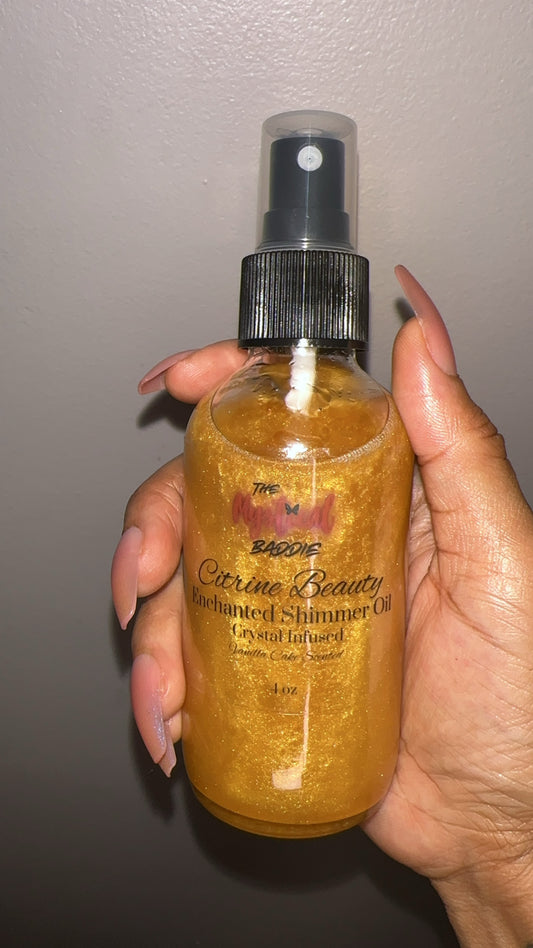 THE
Mystical
BADDIE
Citrine Beauty
Enchanted Shimmer Oil
Crystal Infused
Vanilla Cake Scented
4 oz